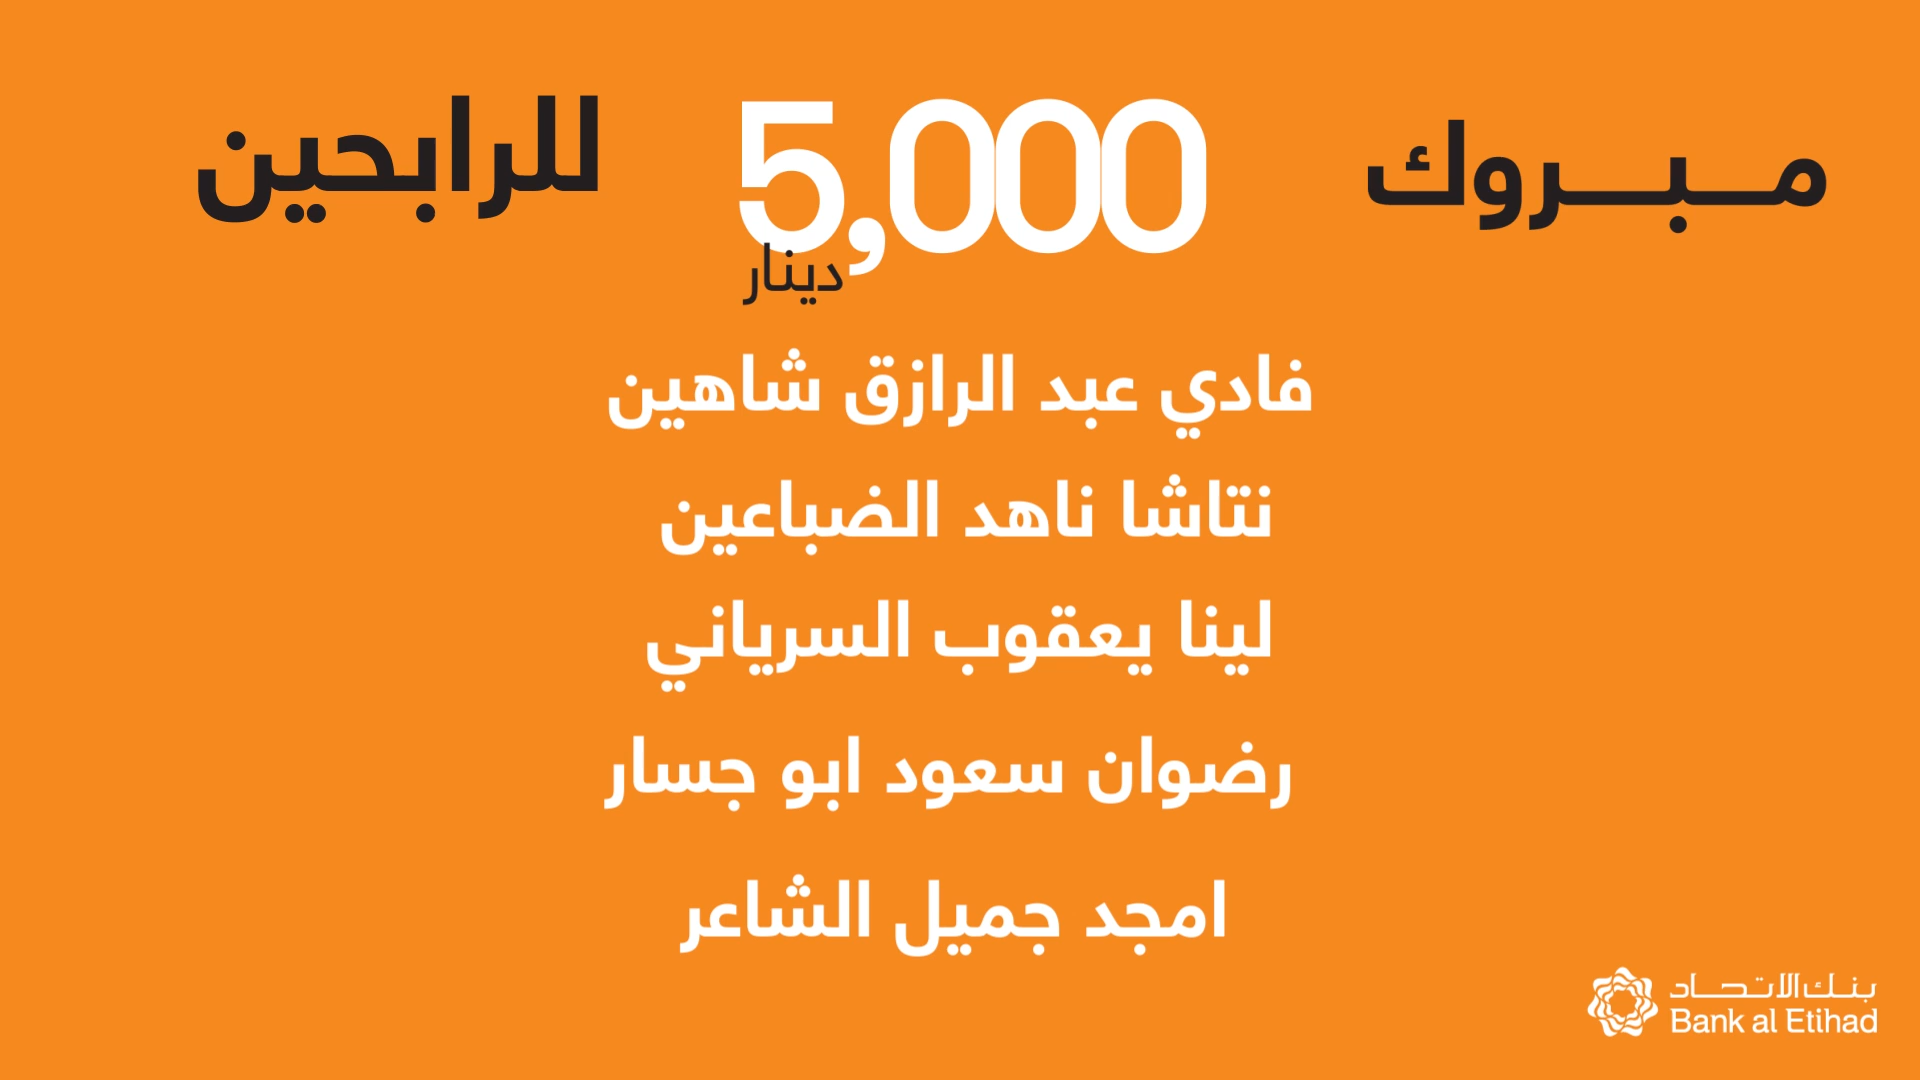 مـبـروك 5,000 للرابحين
دينار
فادي عبد الرازق شاهين
نتاشا ناهد الضباعين
لينا يعقوب السرياني
رضوان سعود ابو جسار
امجد جميل الشاعر
بنك الاتحاد
Bank al Etihad